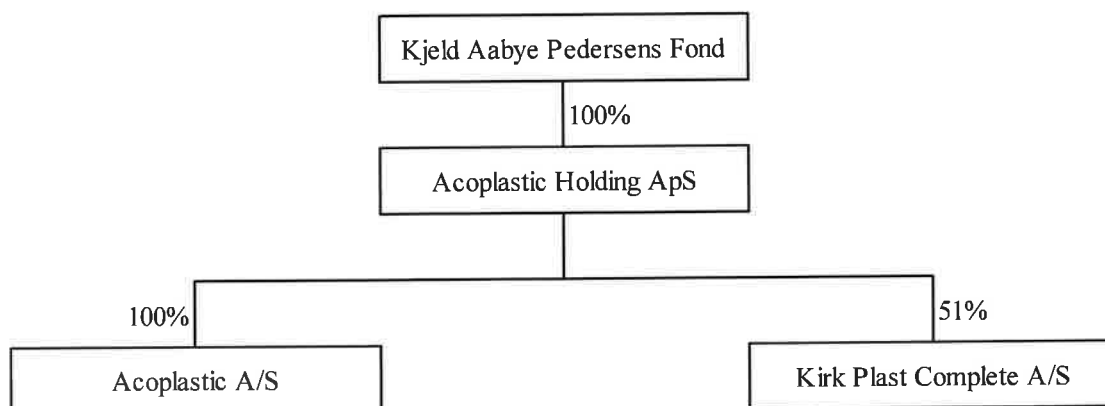 Kjeld Aabye Pedersens Fond
100%
Acoplastic Holding ApS
100%
51%
Acoplastic A/S
Kirk Plast Complete A/S